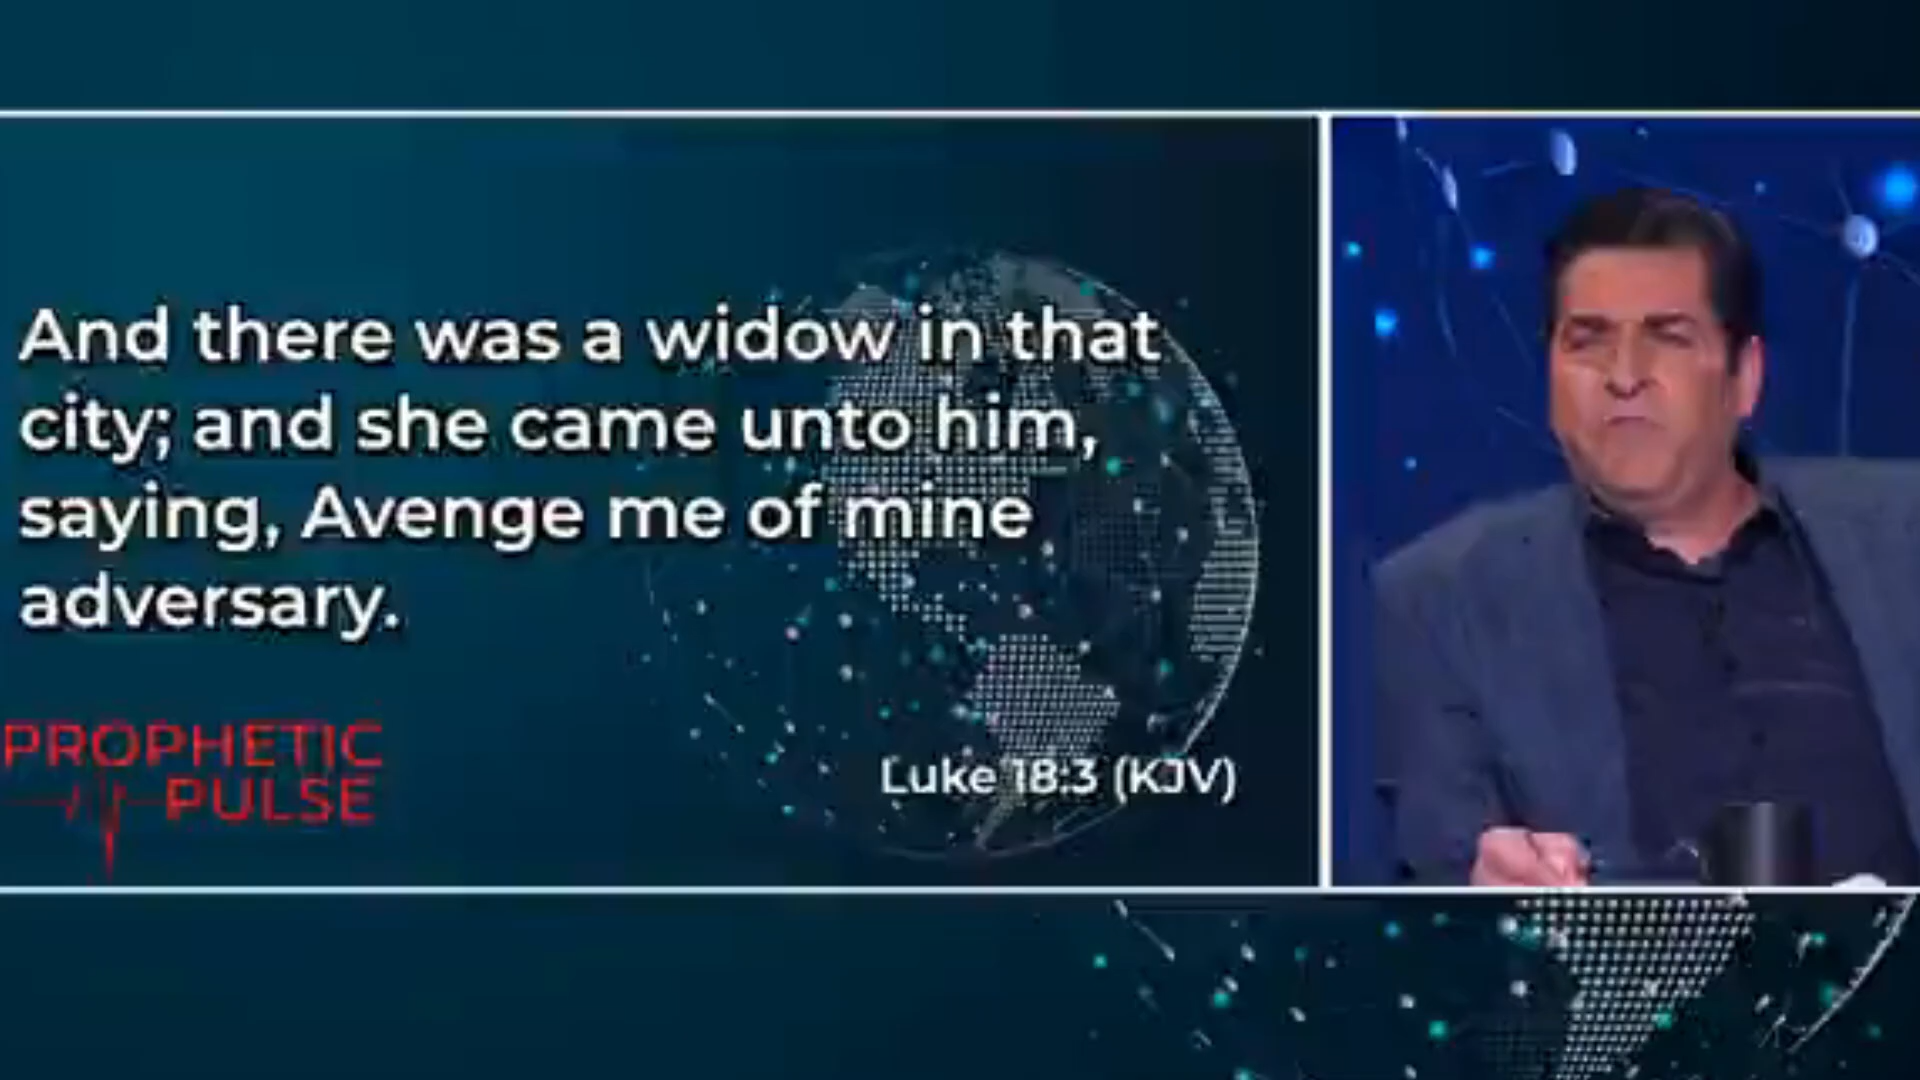 And there was a widow in that
city; and she came unto him,
saying, Avenge me of mine
adversary.
PROPHETIC
PULSE
Luke 18:3 (KJV)